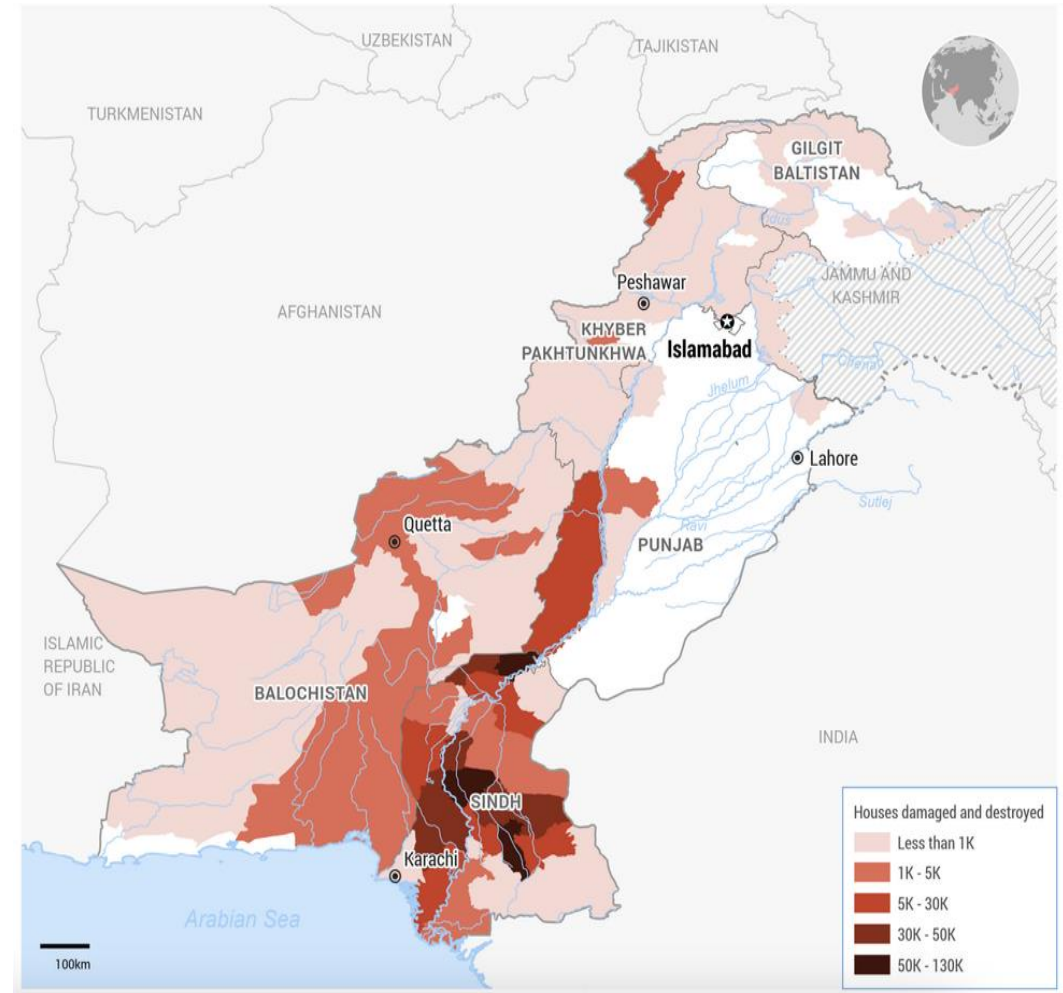 UZBEKISTAN
TAJIKISTAN
TURKMENISTAN
GILGIT
BALTISTAN
Indus
JAMMU AND
KASHMIR
Peshawar
AFGHANISTAN
KHYBER
PAKHTUNKHWA
Islamabad
Chenab
Jhelum
Lahore
Sutlej
Quetta
Ravi
PUNJAB
ISLAMIC
REPUBLIC
OF IRAN
BALOCHISTAN
INDIA
SINDH
Karachi
Arabian Sea
100km
Houses damaged and destroyed
Less than 1K
1K - 5K
5K - 30K
30K - 50K
50K - 130K